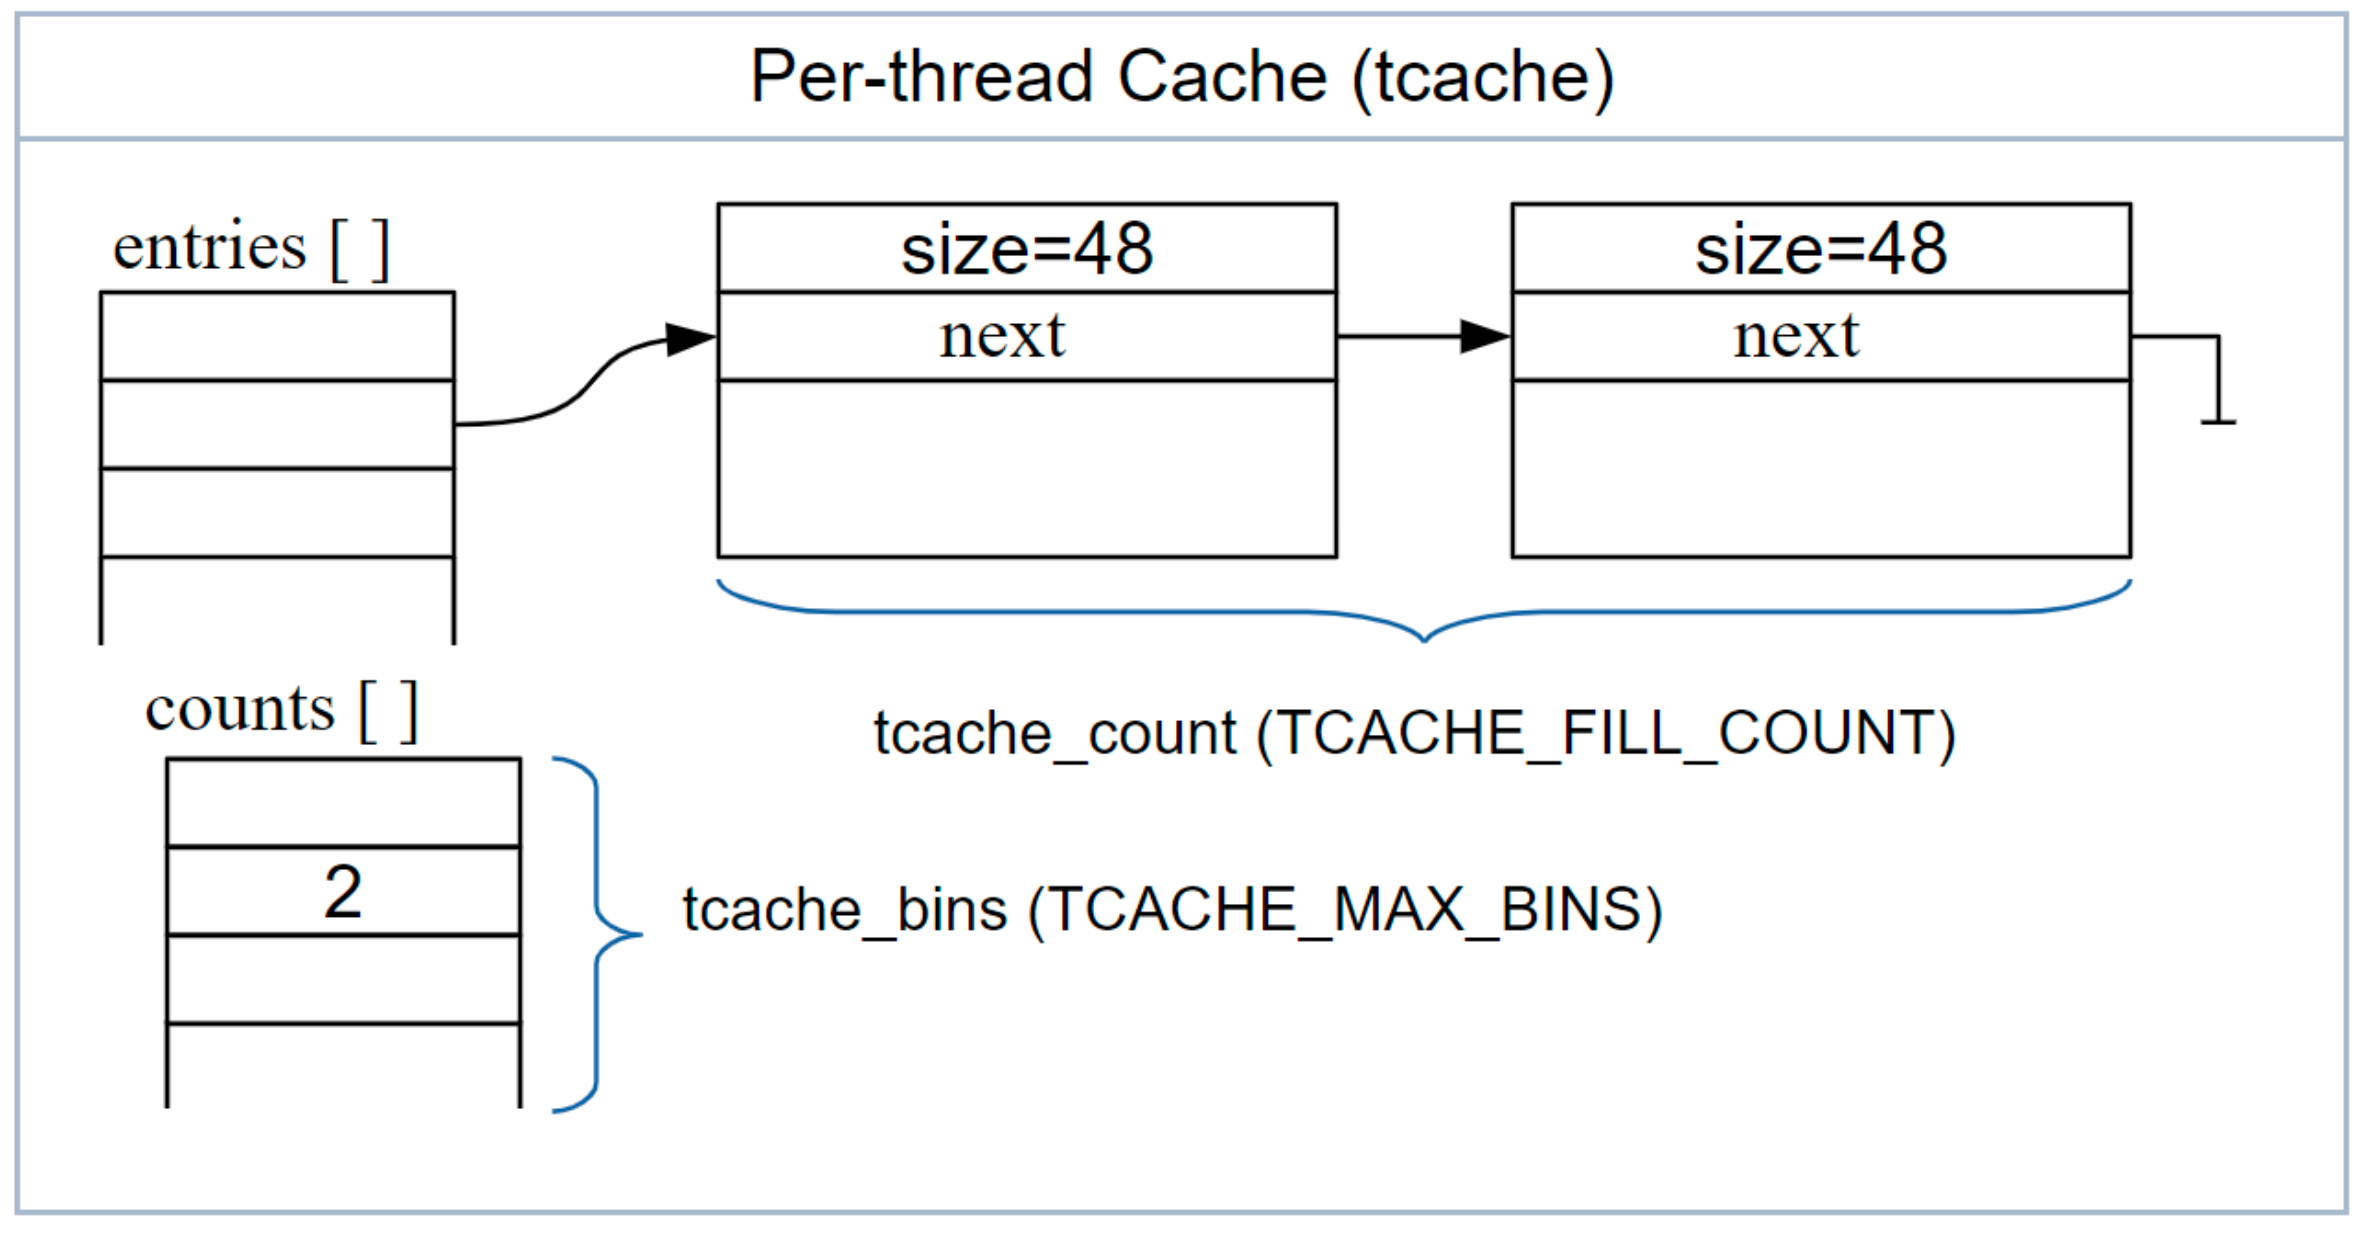 Per-thread Cache (tcache)
entries [ ]
size=48
next
size=48
next
tcache_count (TCACHE_FILL_COUNT)
counts [ ]
2
tcache_bins (TCACHE_MAX_BINS)